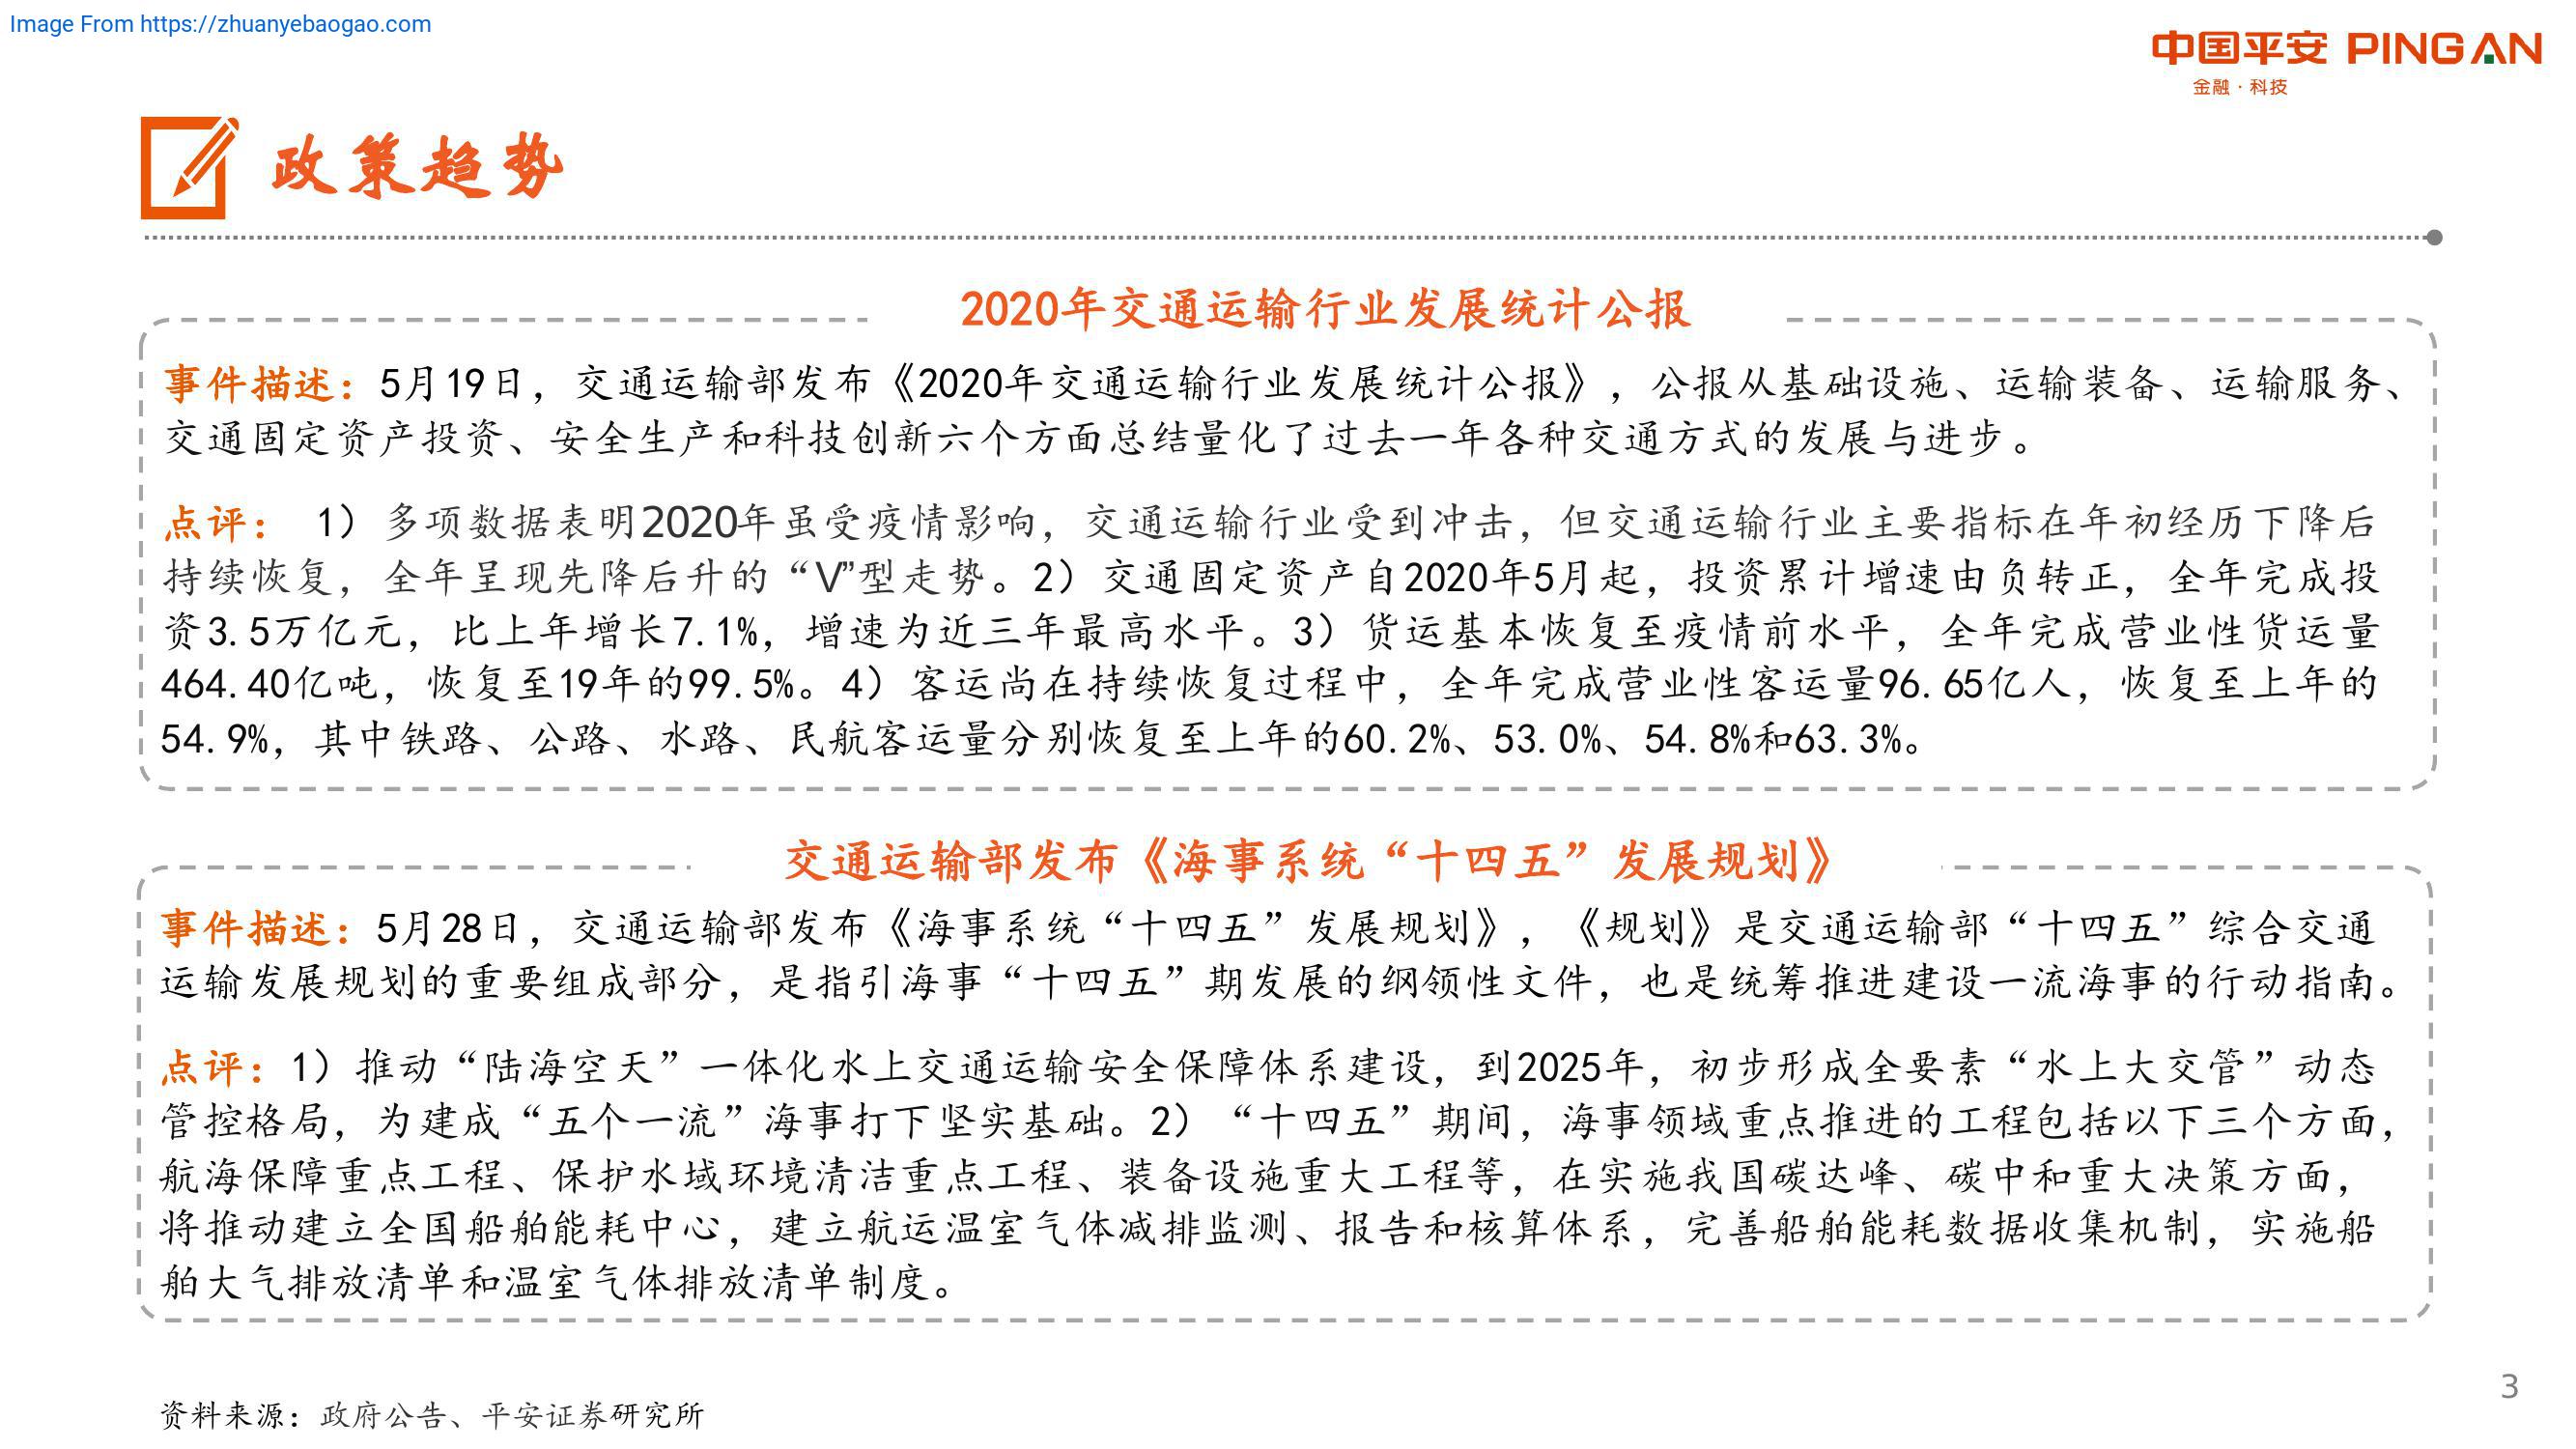 Image From https://zhuanyebaogao.com
中国平安 PINGAN
金融·科技
政策趋势
2020年交通运输行业发展统计公报
事件描述：5月19日，交通运输部发布《2020年交通运输行业发展统计公报》，公报从基础设施、运输装备、运输服务、
交通固定资产投资、安全生产和科技创新六个方面总结量化了过去一年各种交通方式的发展与进步。
点评： 1）多项数据表明2020年虽受疫情影响，交通运输行业受到冲击，但交通运输行业主要指标在年初经历下降后
持续恢复，全年呈现先降后升的“V”型走势。2）交通固定资产自2020年5月起，投资累计增速由负转正，全年完成投
资3.5万亿元，比上年增长7.1%，增速为近三年最高水平。3）货运基本恢复至疫情前水平，全年完成营业性货运量
464.40亿吨，恢复至19年的99.5%。4）客运尚在持续恢复过程中，全年完成营业性客运量96.65亿人，恢复至上年的
54.9%，其中铁路、公路、水路、民航客运量分别恢复至上年的60.2%、53.0%、54.8%和63.3%。
交通运输部发布《海事系统“十四五”发展规划》
事件描述：5月28日，交通运输部发布《海事系统“十四五”发展规划》，《规划》是交通运输部“十四五”综合交通
运输发展规划的重要组成部分，是指引海事“十四五”期发展的纲领性文件，也是统筹推进建设一流海事的行动指南。
点评：1）推动“陆海空天”一体化水上交通运输安全保障体系建设，到2025年，初步形成全要素“水上大交管”动态
管控格局，为建成“五个一流”海事打下坚实基础。2）“十四五”期间，海事领域重点推进的工程包括以下三个方面，
航海保障重点工程、保护水域环境清洁重点工程、装备设施重大工程等，在实施我国碳达峰、碳中和重大决策方面，
将推动建立全国船舶能耗中心，建立航运温室气体减排监测、报告和核算体系，完善船舶能耗数据收集机制，实施船
舶大气排放清单和温室气体排放清单制度。
资料来源：政府公告、平安证券研究所
3